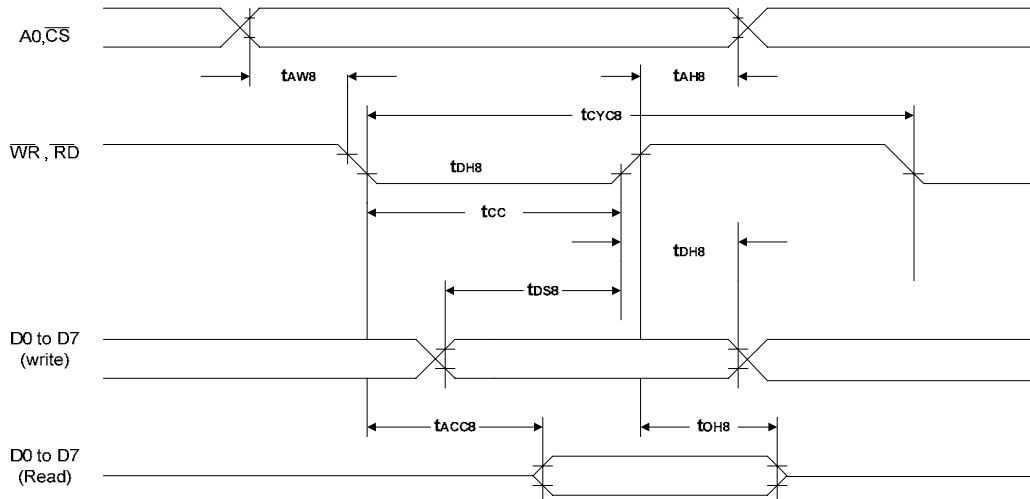 A0,CS
tAW8
tAH8
tCYC8
WR , RD
tDH8
tCC
tDH8
tDS8
D0 to D7
(write)
tACC8
tOH8
D0 to D7
(Read)